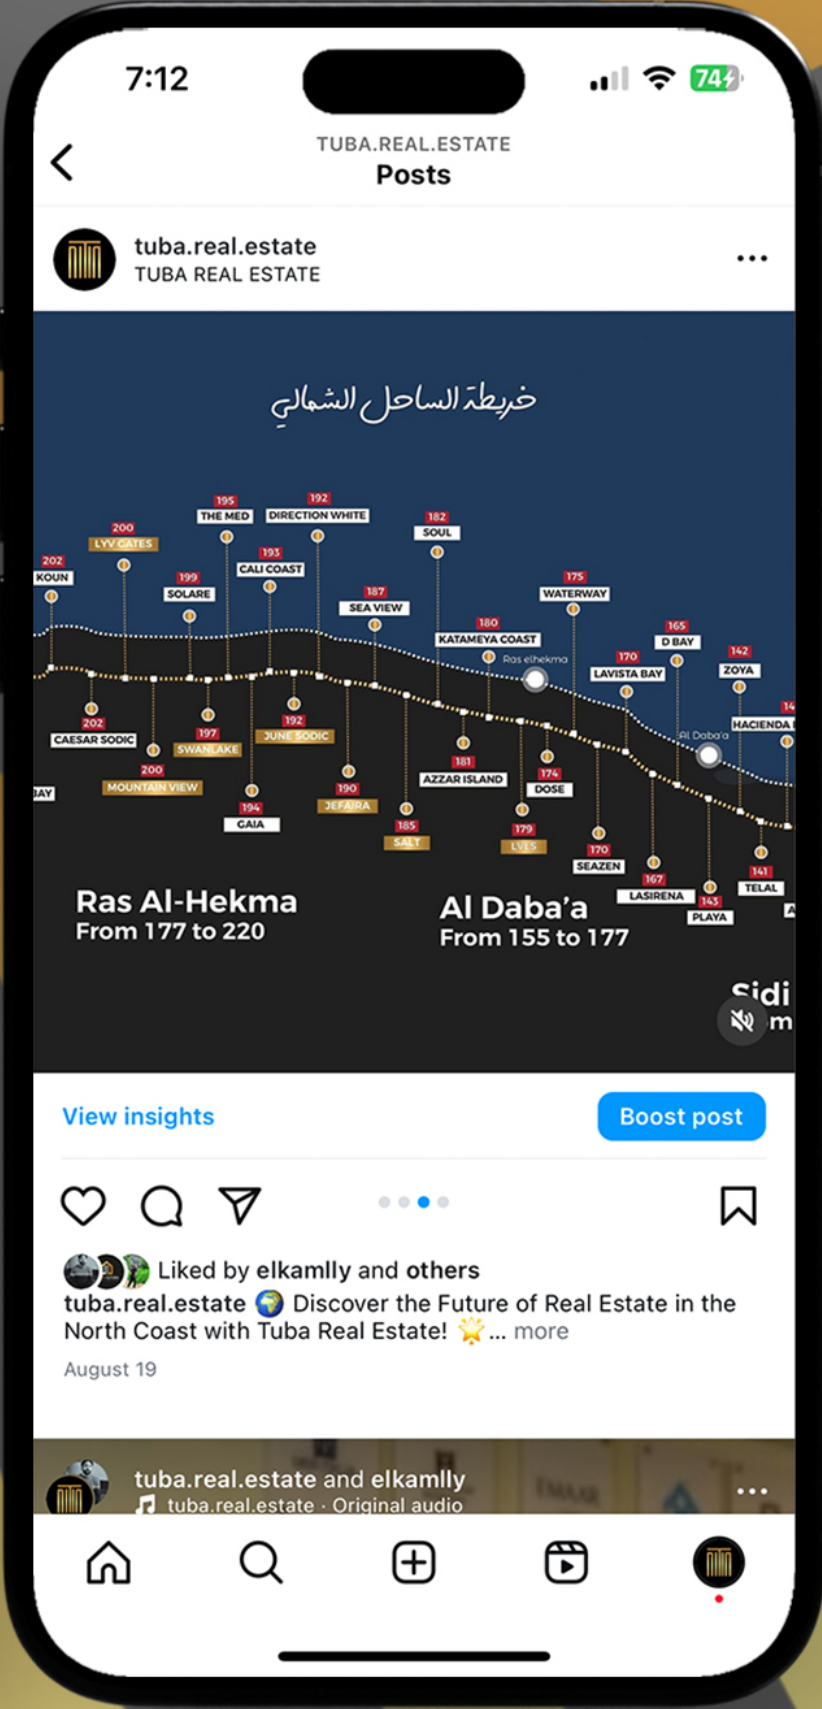 7:12
74
TUBA.REAL.ESTATE
Posts
tuba.real.estate
TUBA REAL ESTATE
خريطة الساحل الشمالي
195
THE MED
192
DIRECTION WHITE
182
SOUL
200
LYV GATES
193
CALI COAST
202
KOUN
199
SOLARE
187
SEA VIEW
175
WATERWAY
180
KATAMEYA COAST
165
D BAY
Ras elhekma
170
LAVISTA BAY
142
ZOYA
14
HACIENDA
Al Daba'a
202
CAESAR SODIC
197
SWANLAKE
192
JUNE SODIC
200
MOUNTAIN VIEW
181
AZZAR ISLAND
174
DOSE
AY
190
JEFAIRA
194
GAIA
185
SALT
179
LVLS
170
SEAZEN
167
LASIRENA
141
TELAL
143
PLAYA
A
Ras Al-Hekma
From 177 to 220
Al Daba'a
From 155 to 177
Sidi
m
View insights
Boost post
Liked by elkamlly and others
tuba.real.estate 🌍 Discover the Future of Real Estate in the
North Coast with Tuba Real Estate! 🌟... more
August 19
tuba.real.estate and elkamlly
tuba.real.estate · Original audio
EMAAR